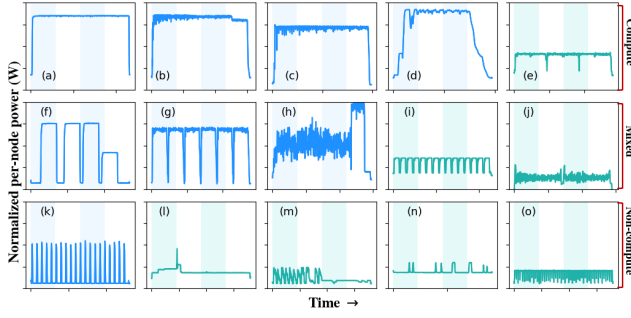 Normalized per-node power (W)
(a)
(b)
(c)
(d)
(e)
Compute
(f)
(g)
(h)
(i)
(j)
Mixed
(k)
(l)
(m)
(n)
(o)
Non-compute
Time →